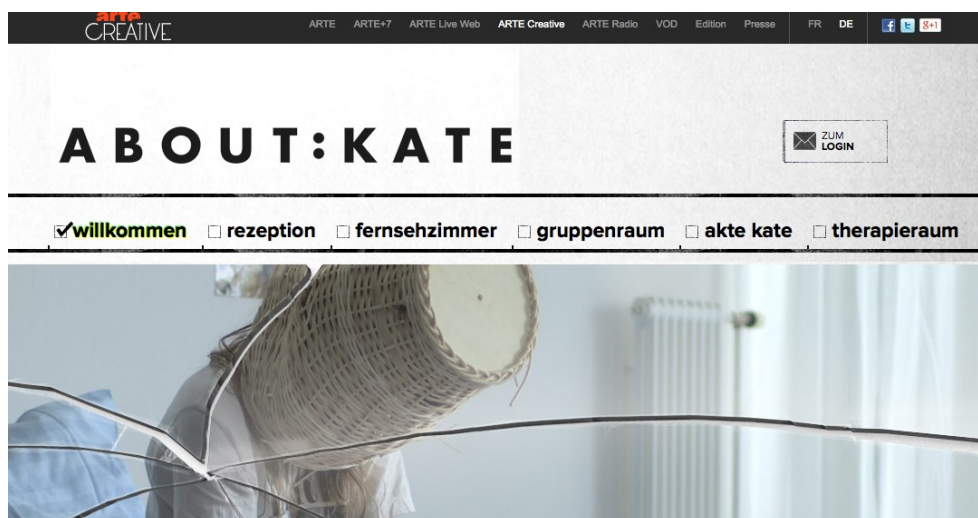 arte
CREATIVE
ARTE ARTE+7 ARTE Live Web ARTE Creative ARTE Radio VOD Edition Presse FR DE f t g+1
ABOUT:KATE
ZUM
LOGIN
willkommen rezeption fernsehzimmer gruppenraum akte kate therapieraum